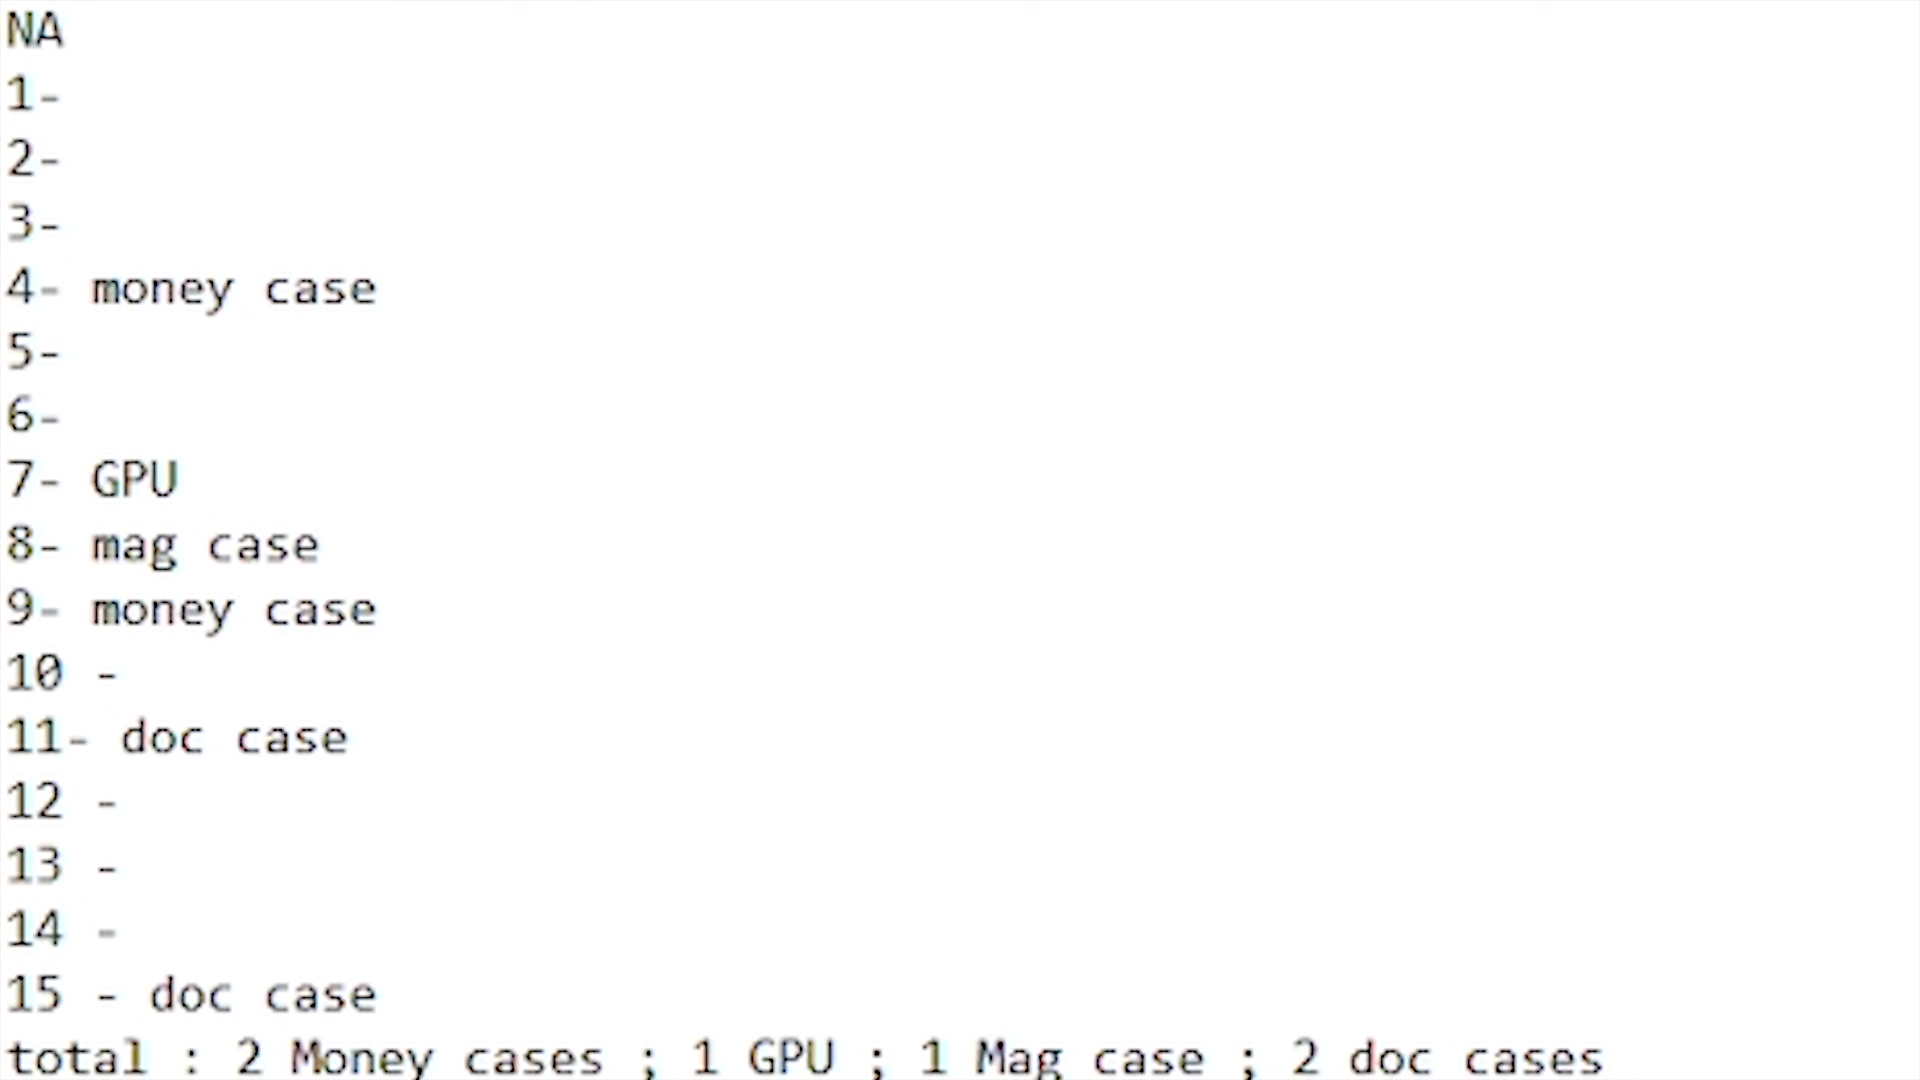 NA
1-
2-
3-
4- money case
5-
6-
7- GPU
8- mag case
9- money case
10 -
11- doc case
12 -
13 -
14 -
15 - doc case
total : 2 Money cases ; 1 GPU ; 1 Mag case ; 2 doc cases